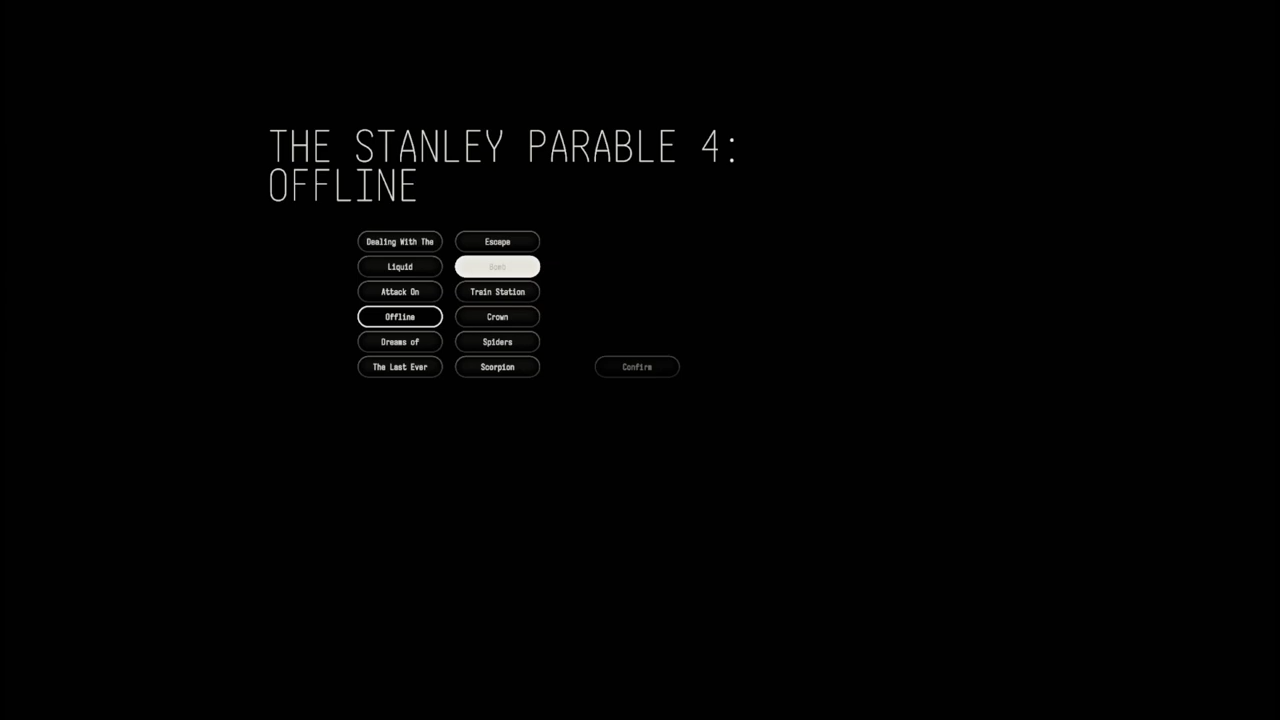 THE STANLEY PARABLE 4:
OFFLINE
Dealing With The Escape
Liquid Bomb
Attack On Train Station
Offline Crown
Dreams of Spiders
The Last Ever Scorpion Confirm